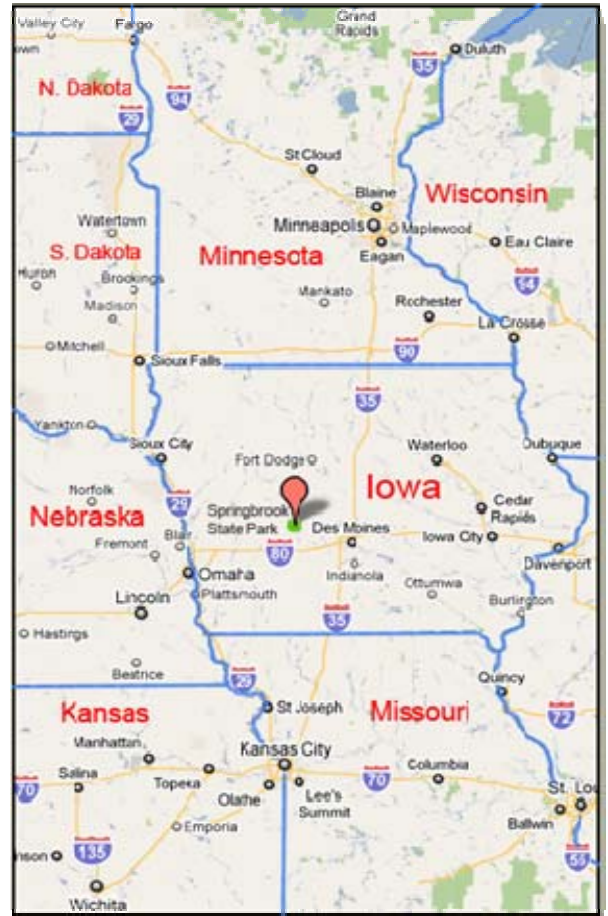 Valley City
Fargo
Grand
Rapids
own
Duluth
35
N. Dakota
94
29
St Cloud
Blaine
Wisconsin
Watertown
Minneapolis
Maplewood
S. Dakota
Minnesota
Eagan
Eau Claire
Huron
Brookings
94
Mankato
Rochester
Madison
La Crosse
Mitchell
90
Sioux Falls
35
Yankton
Sioux City
Waterloo
Dubuque
Fort Dodge
Iowa
Norfolk
29
Cedar
Rapids
Nebraska
Springbrook
State Park
Des Moines
Iowa City
Blair
Fremont
80
Davenport
Omaha
Indianola
Plattsmouth
Ottumwa
Lincoln
Burlington
35
Hastings
Beatrice
29
Quincy
Kansas
St Joseph
Missouri
72
Manhattan
Kansas City
Columbia
70
Salina
Topeka
70
Olathe
Lee's
Summit
St. Lou
Ballwin
Emporia
nson
135
55
Wichita